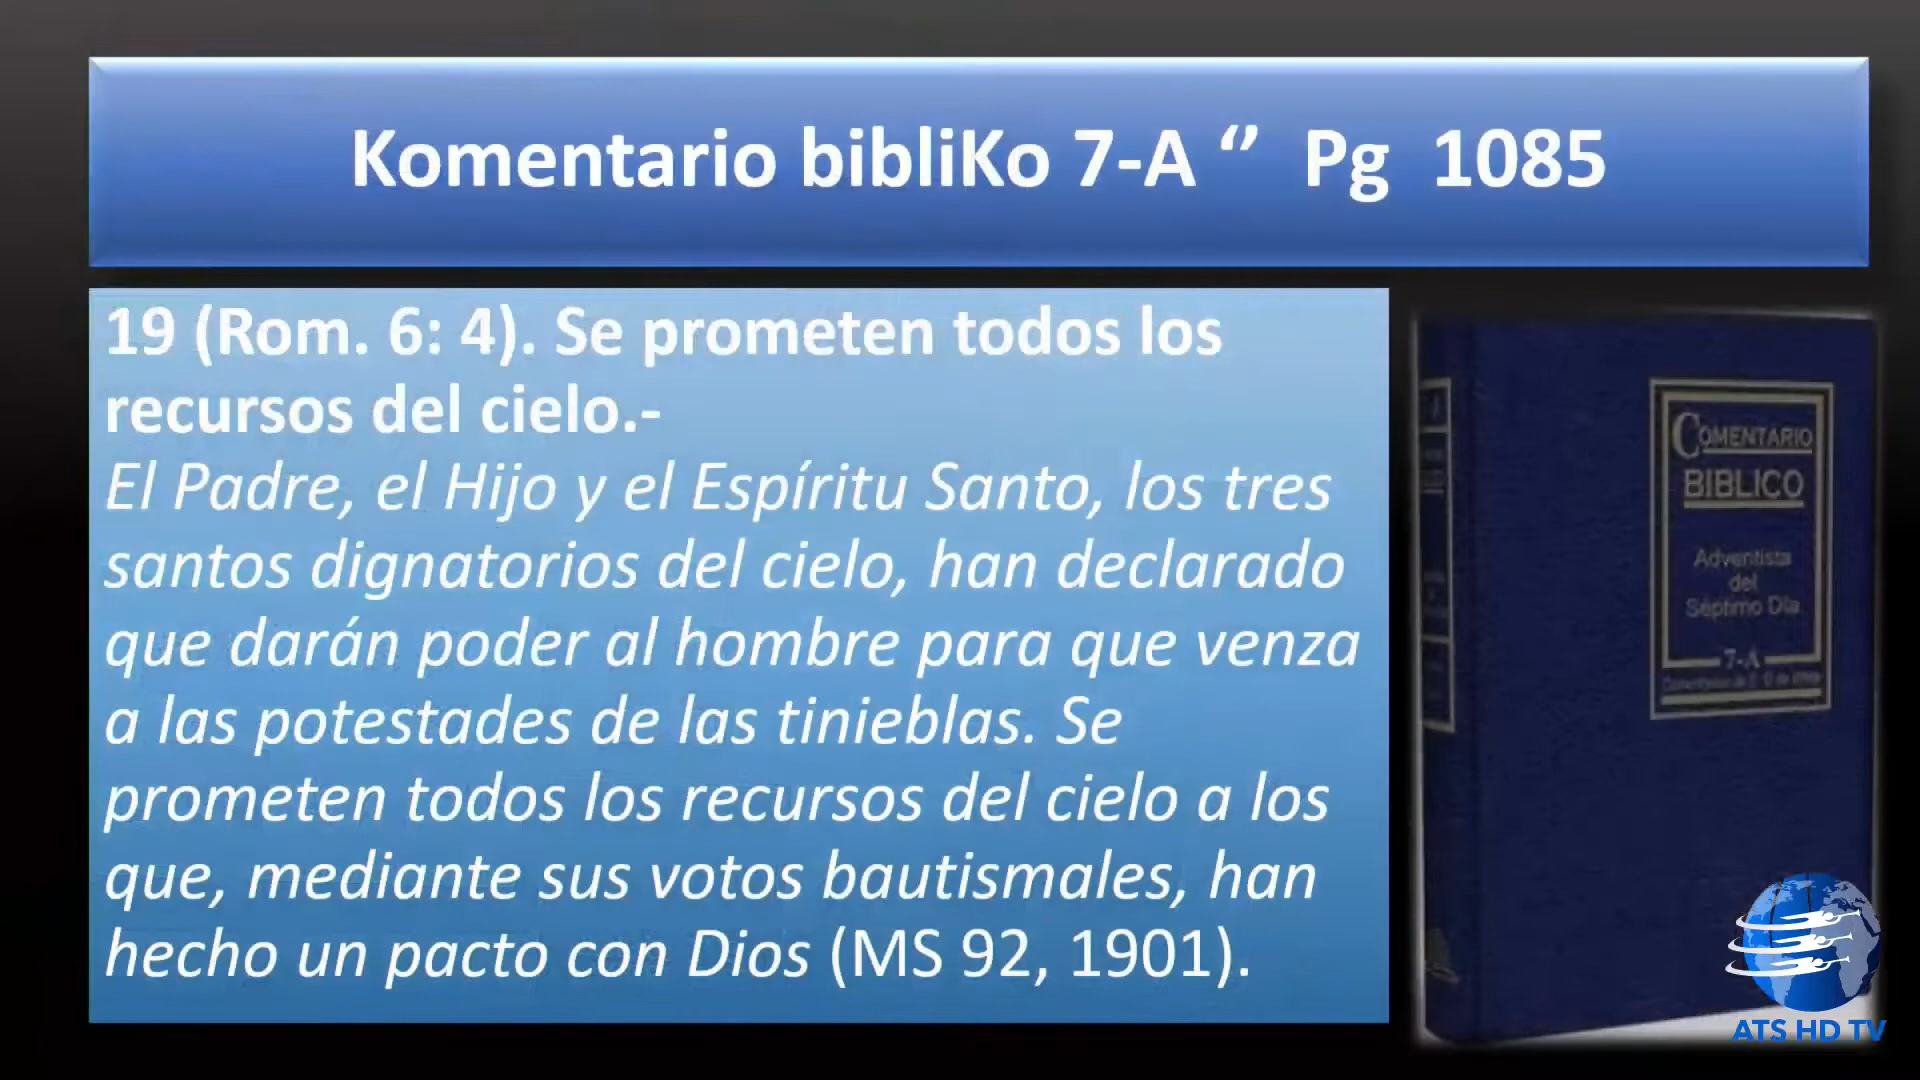 Komentario bibliKo 7-A “ Pg 1085
19 (Rom. 6: 4). Se prometen todos los
recursos del cielo.-
El Padre, el Hijo y el Espíritu Santo, los tres
santos dignatorios del cielo, han declarado
que darán poder al hombre para que venza
a las potestades de las tinieblas. Se
prometen todos los recursos del cielo a los
que, mediante sus votos bautismales, han
hecho un pacto con Dios (MS 92, 1901).
COMENTARIO
BIBLICO
Adventista
del
Séptimo Día
7-A
ATS HD TV